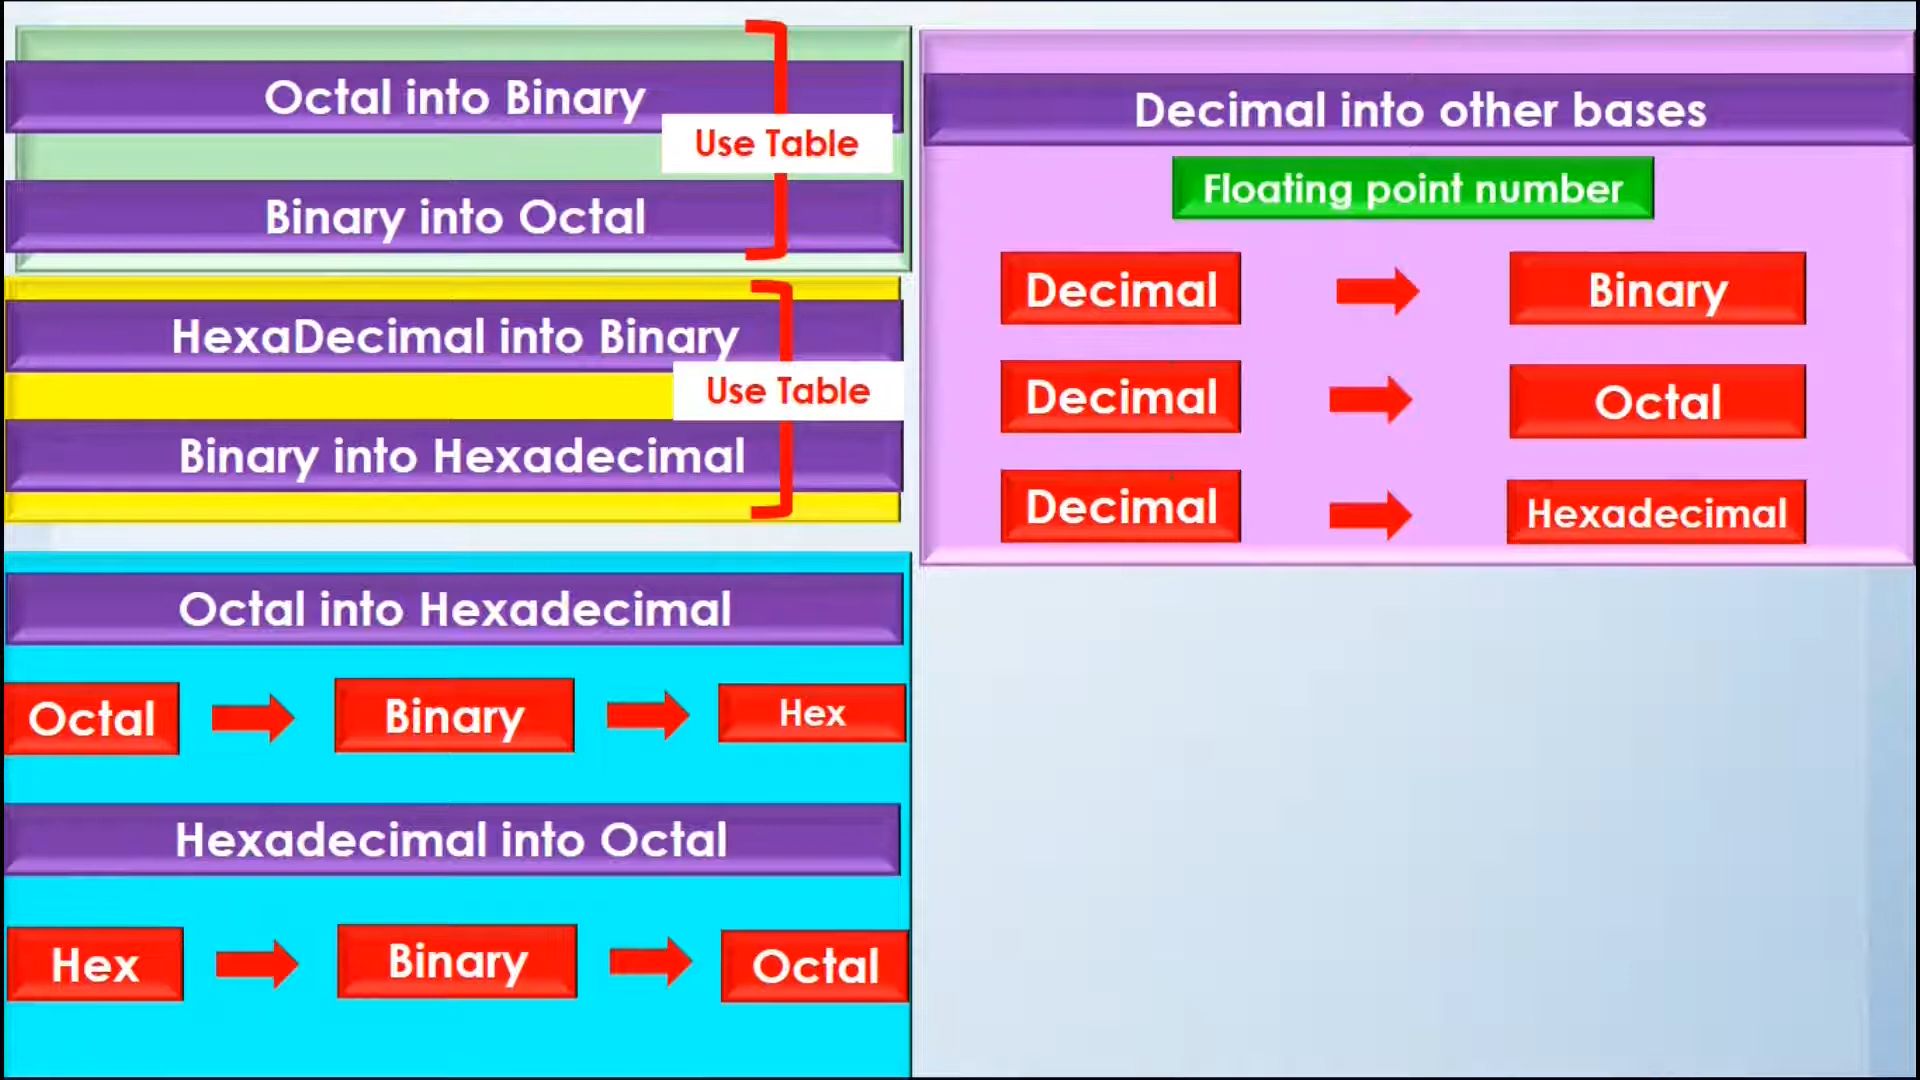 Octal into Binary
Use Table
Binary into Octal
HexaDecimal into Binary
Use Table
Binary into Hexadecimal
Octal into Hexadecimal
Octal
Binary
Hex
Hexadecimal into Octal
Hex
Binary
Octal
Decimal into other bases
Floating point number
Decimal
Binary
Decimal
Octal
Decimal
Hexadecimal